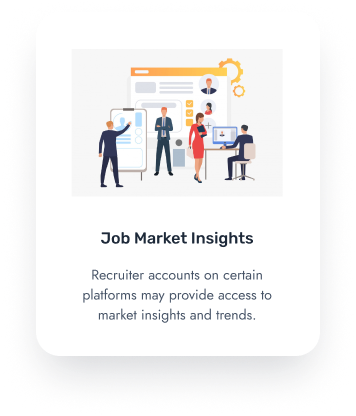 Job Market Insights
Recruiter accounts on certain
platforms may provide access to
market insights and trends.